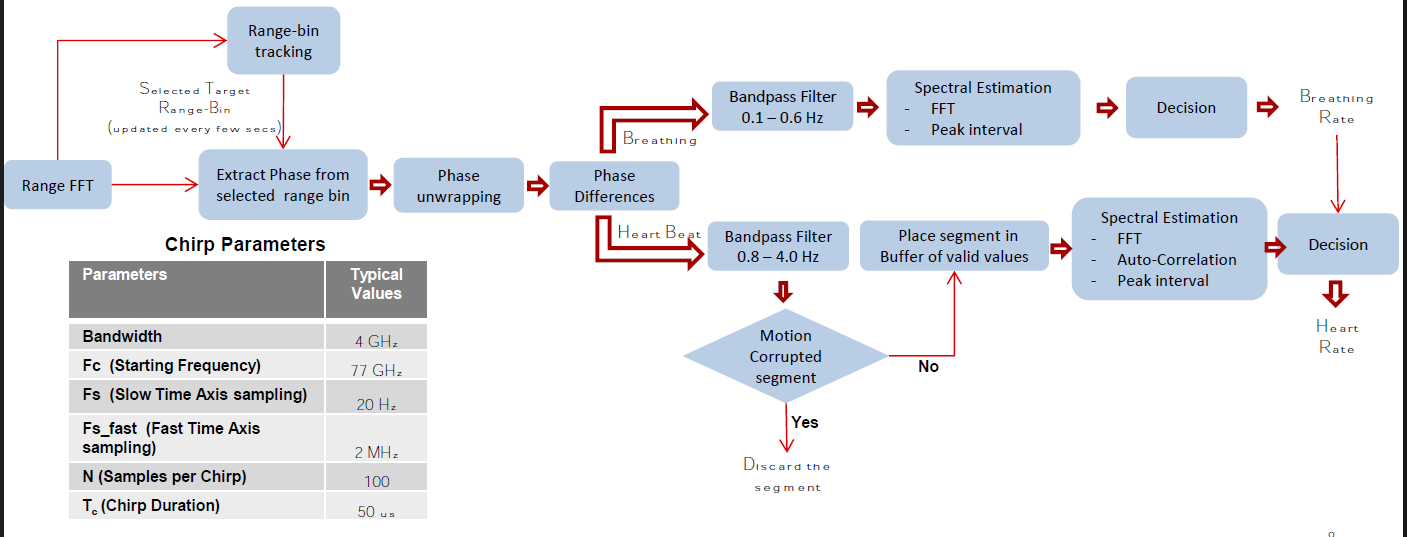 Range-bin
tracking
Selected Target
Range-Bin
(updated every few secs)
Range FFT
Extract Phase from
selected range bin
Phase
unwrapping
Phase
Differences
Breathing
Bandpass Filter
0.1 – 0.6 Hz
Spectral Estimation
- FFT
- Peak interval
Decision
Breathing
Rate
Heart Beat
Bandpass Filter
0.8 – 4.0 Hz
Place segment in
Buffer of valid values
Spectral Estimation
- FFT
- Auto-Correlation
- Peak interval
Decision
Heart
Rate
Motion
Corrupted
segment
No
Yes
Discard the
segment
Chirp Parameters
Parameters Typical
Values
Bandwidth 4 GHz
Fc (Starting Frequency) 77 GHz
Fs (Slow Time Axis sampling) 20 Hz
Fs_fast (Fast Time Axis
sampling) 2 MHz
N (Samples per Chirp) 100
Tc (Chirp Duration) 50 us